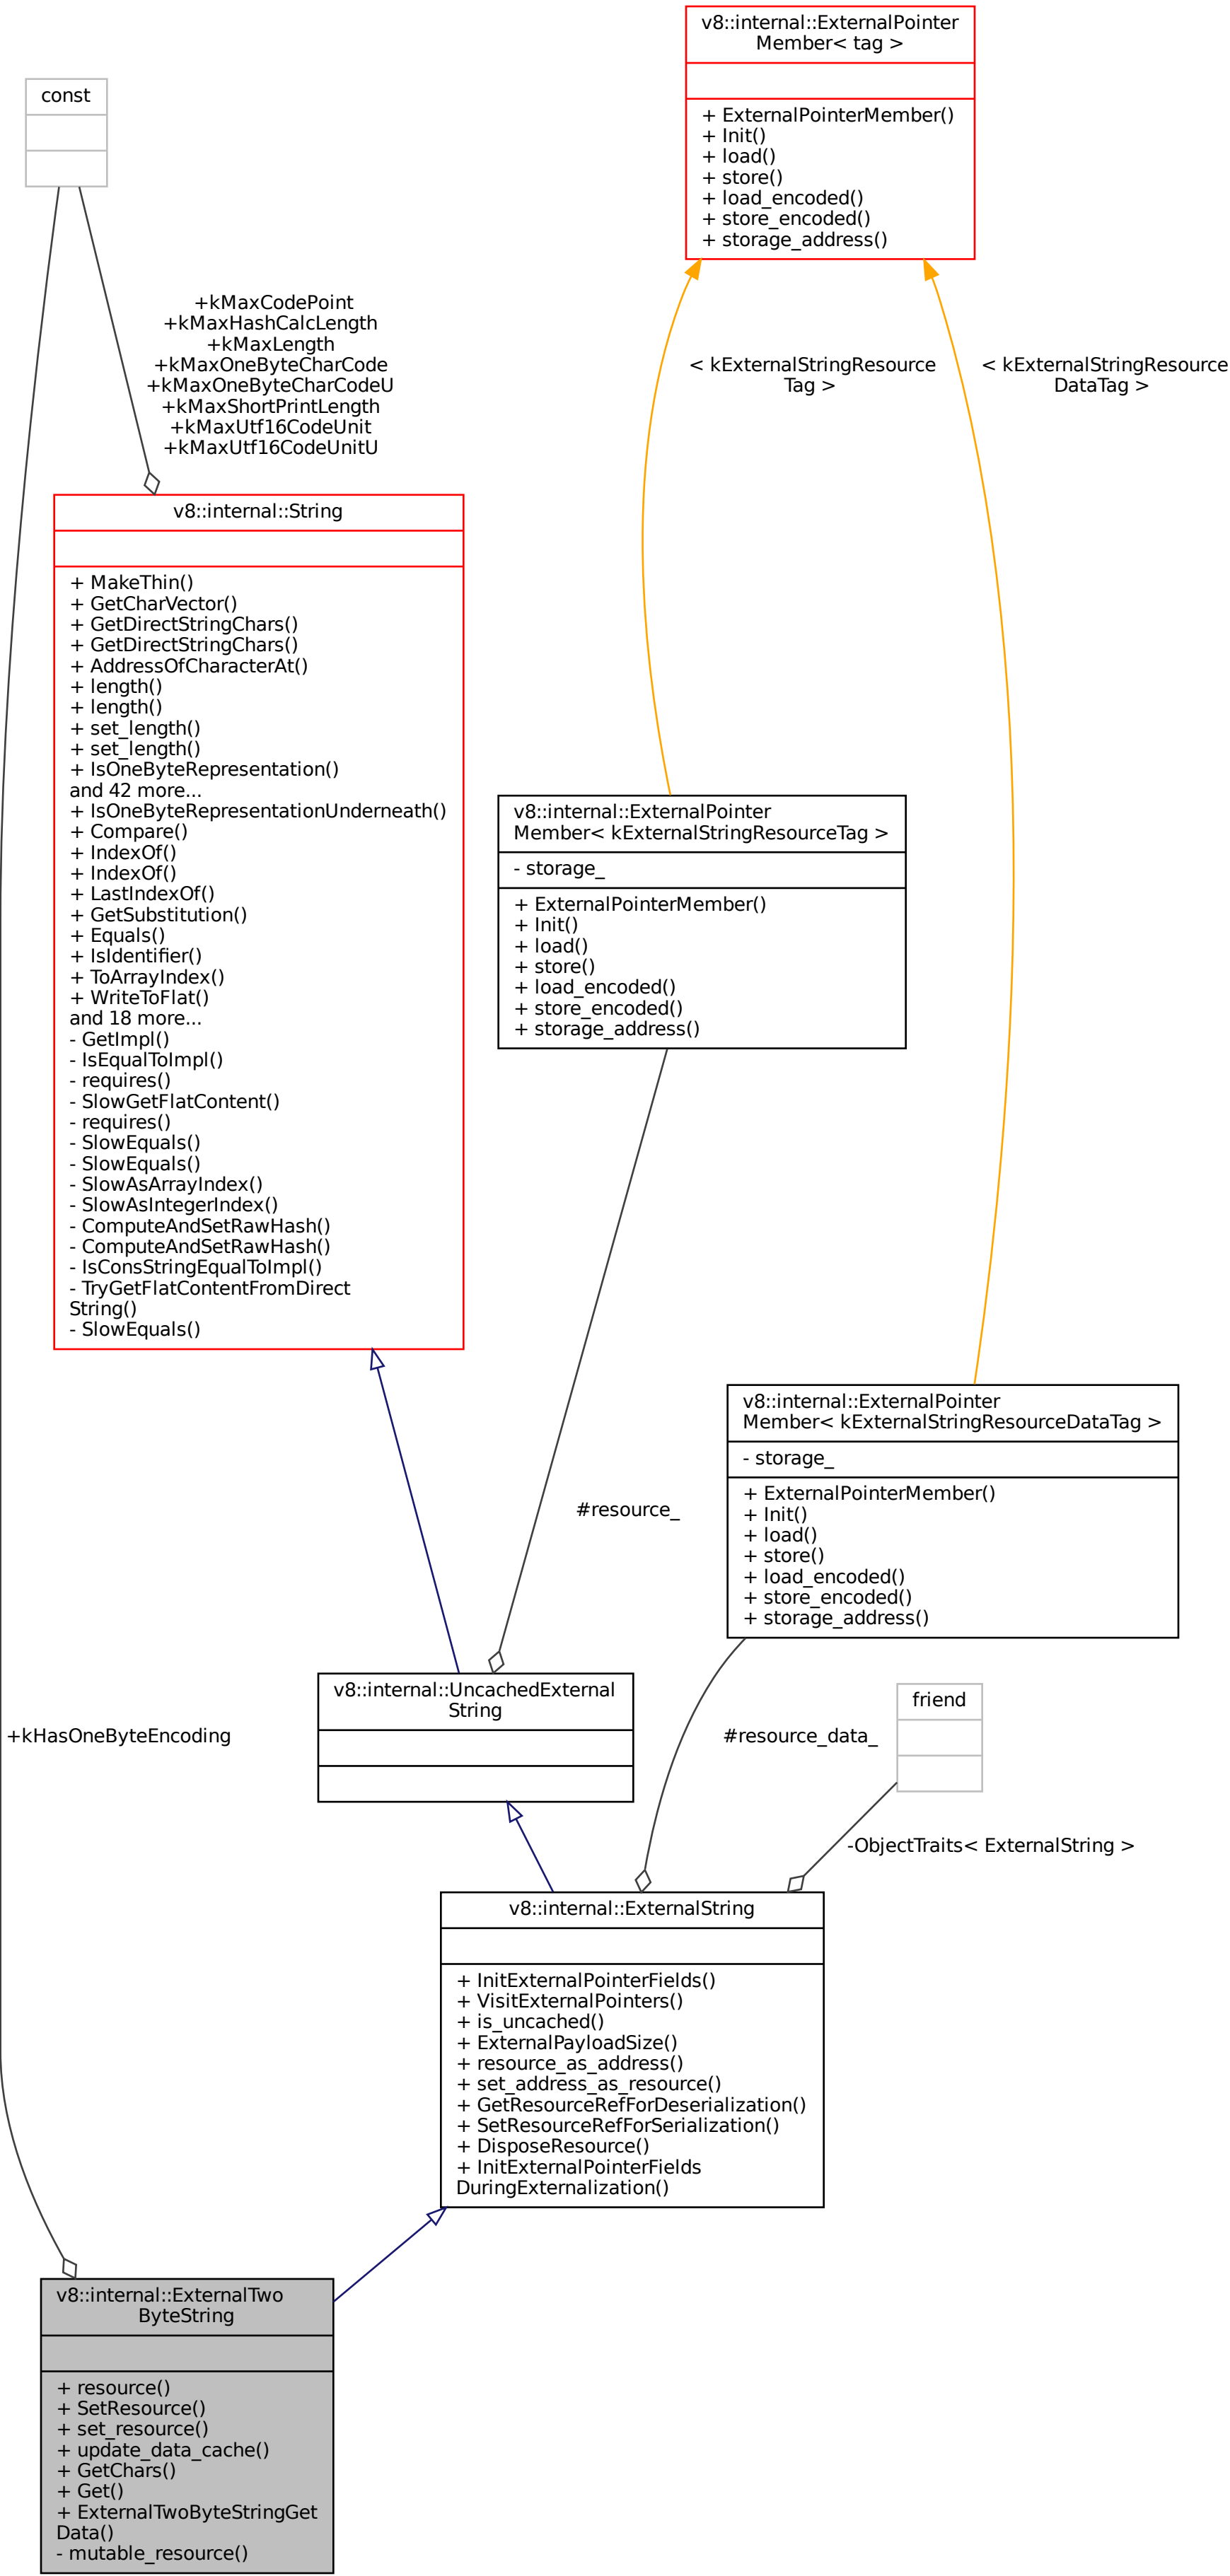 v8::internal::ExternalPointer
Member< tag >
+ ExternalPointerMember()
+ Init()
+ load()
+ store()
+ load_encoded()
+ store_encoded()
+ storage_address()
const
+kMaxCodePoint
+kMaxHashCalcLength
+kMaxLength
+kMaxOneByteCharCode
+kMaxOneByteCharCodeU
+kMaxShortPrintLength
+kMaxUtf16CodeUnit
+kMaxUtf16CodeUnitU
< kExternalStringResource
Tag >
< kExternalStringResource
DataTag >
v8::internal::String
+ MakeThin()
+ GetCharVector()
+ GetDirectStringChars()
+ GetDirectStringChars()
+ AddressOfCharacterAt()
+ length()
+ length()
+ set_length()
+ set_length()
+ IsOneByteRepresentation()
and 42 more...
+ IsOneByteRepresentationUnderneath()
+ Compare()
+ IndexOf()
+ IndexOf()
+ LastIndexOf()
+ GetSubstitution()
+ Equals()
+ IsIdentifier()
+ ToArrayIndex()
+ WriteToFlat()
and 18 more...
- GetImpl()
- IsEqualToImpl()
- requires()
- SlowGetFlatContent()
- requires()
- SlowEquals()
- SlowEquals()
- SlowAsArrayIndex()
- SlowAsIntegerIndex()
- ComputeAndSetRawHash()
- ComputeAndSetRawHash()
- IsConsStringEqualToImpl()
- TryGetFlatContentFromDirect
String()
- SlowEquals()
v8::internal::ExternalPointer
Member< kExternalStringResourceTag >
- storage_
+ ExternalPointerMember()
+ Init()
+ load()
+ store()
+ load_encoded()
+ store_encoded()
+ storage_address()
v8::internal::ExternalPointer
Member< kExternalStringResourceDataTag >
- storage_
+ ExternalPointerMember()
+ Init()
+ load()
+ store()
+ load_encoded()
+ store_encoded()
+ storage_address()
#resource_
v8::internal::UncachedExternal
String
friend
+kHasOneByteEncoding
#resource_data_
-ObjectTraits< ExternalString >
v8::internal::ExternalString
+ InitExternalPointerFields()
+ VisitExternalPointers()
+ is_uncached()
+ ExternalPayloadSize()
+ resource_as_address()
+ set_address_as_resource()
+ GetResourceRefForDeserialization()
+ SetResourceRefForSerialization()
+ DisposeResource()
+ InitExternalPointerFields
DuringExternalization()
v8::internal::ExternalTwo
ByteString
+ resource()
+ SetResource()
+ set_resource()
+ update_data_cache()
+ GetChars()
+ Get()
+ ExternalTwoByteStringGet
Data()
- mutable_resource()